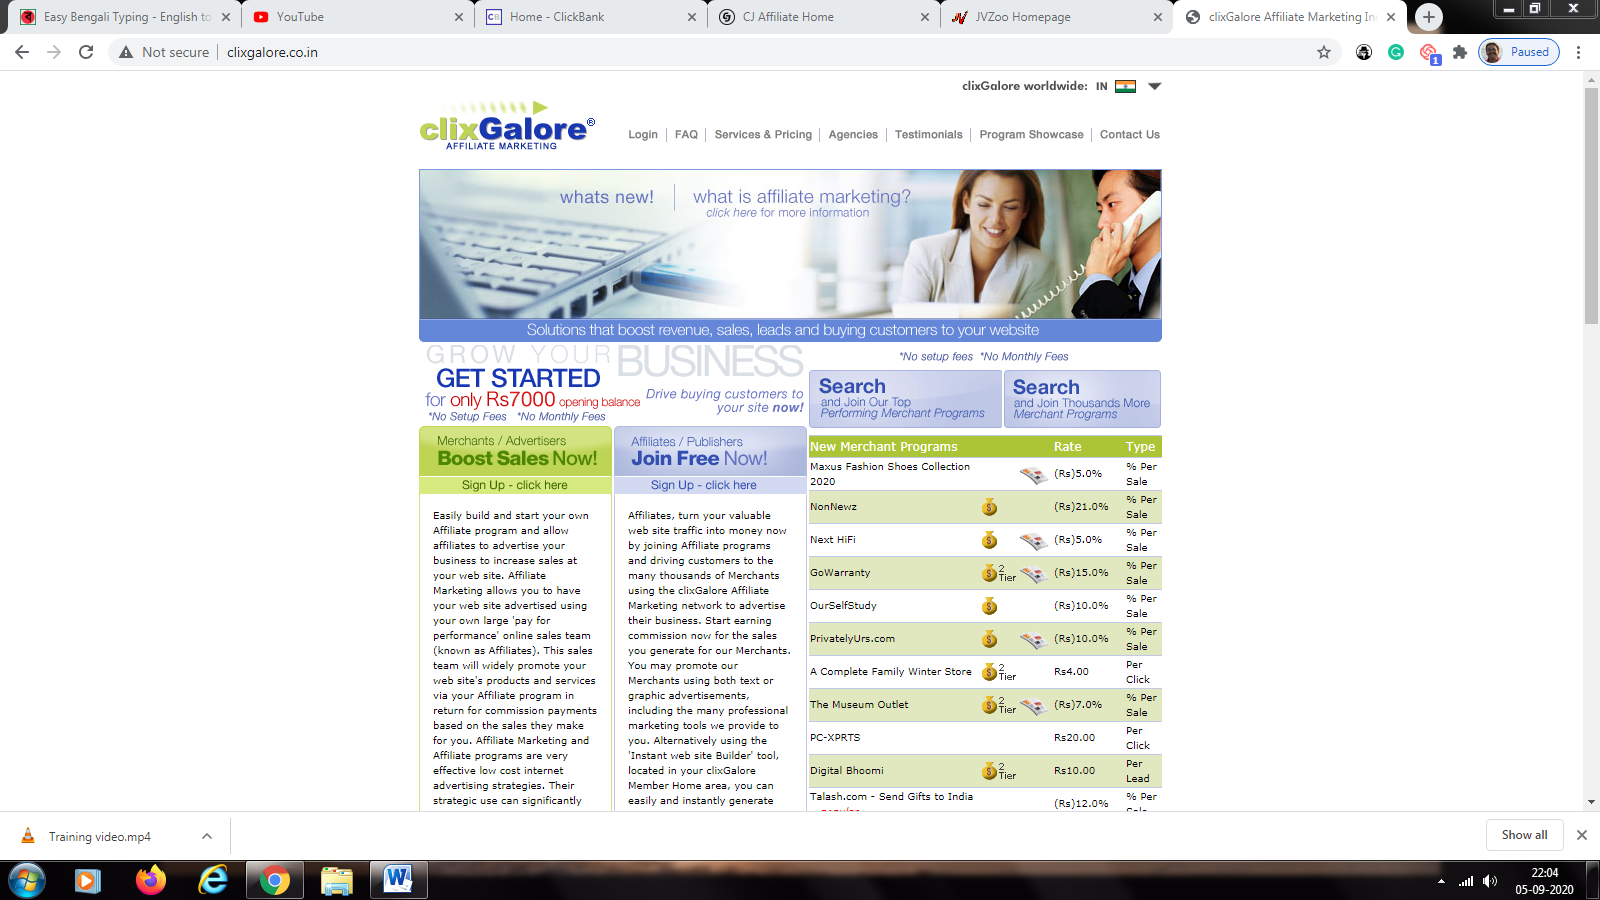 Easy Bengali Typing - English to
YouTube
Home - ClickBank
CJ Affiliate Home
JVZoo Homepage
clixGalore Affiliate Marketing In
Not secure
clixgalore.co.in
1
Paused
clixGalore worldwide: IN
clixGalore®
AFFILIATE MARKETING
Login
FAQ
Services & Pricing
Agencies
Testimonials
Program Showcase
Contact Us
whats new!
what is affiliate marketing?
click here for more information
Solutions that boost revenue, sales, leads and buying customers to your website
GROW YOUR BUSINESS
GET STARTED
for only Rs7000 opening balance
*No Setup Fees *No Monthly Fees
Drive buying customers to
your site now!
*No setup fees *No Monthly Fees
Search
and Join Our Top
Performing Merchant Programs
Search
and Join Thousands More
Merchant Programs
Merchants / Advertisers
Boost Sales Now!
Sign Up - click here
Easily build and start your own
Affiliate program and allow
affiliates to advertise your
business to increase sales at
your web site. Affiliate
Marketing allows you to have
your web site advertised using
your own large 'pay for
performance' online sales team
(known as Affiliates). This sales
team will widely promote your
web site's products and services
via your Affiliate program in
return for commission payments
based on the sales they make
for you. Affiliate Marketing and
Affiliate programs are very
effective low cost internet
advertising strategies. Their
strategic use can significantly
Affiliates / Publishers
Join Free Now!
Sign Up - click here
Affiliates, turn your valuable
web site traffic into money now
by joining Affiliate programs
and driving customers to the
many thousands of Merchants
using the clixGalore Affiliate
Marketing network to advertise
their business. Start earning
commission now for the sales
you generate for our Merchants.
You may promote our
Merchants using both text or
graphic advertisements,
including the many professional
marketing tools we provide to
you. Alternatively using the
'Instant web site Builder' tool,
located in your clixGalore
Member Home area, you can
easily and instantly generate
New Merchant Programs Rate Type
Maxus Fashion Shoes Collection
2020 (Rs)5.0% % Per
Sale
NonNewz (Rs)21.0% % Per
Sale
Next HiFi (Rs)5.0% % Per
Sale
GoWarranty 2
Tier (Rs)15.0% % Per
Sale
OurSelfStudy (Rs)10.0% % Per
Sale
PrivatelyUrs.com (Rs)10.0% % Per
Sale
A Complete Family Winter Store 2
Tier Rs4.00 Per
Click
The Museum Outlet 2
Tier (Rs)7.0% % Per
Sale
PC-XPRTS Rs20.00 Per
Click
Digital Bhoomi 2
Tier Rs10.00 Per
Lead
Talash.com - Send Gifts to India (Rs)12.0% % Per
Training video.mp4
Show all
22:04
05-09-2020